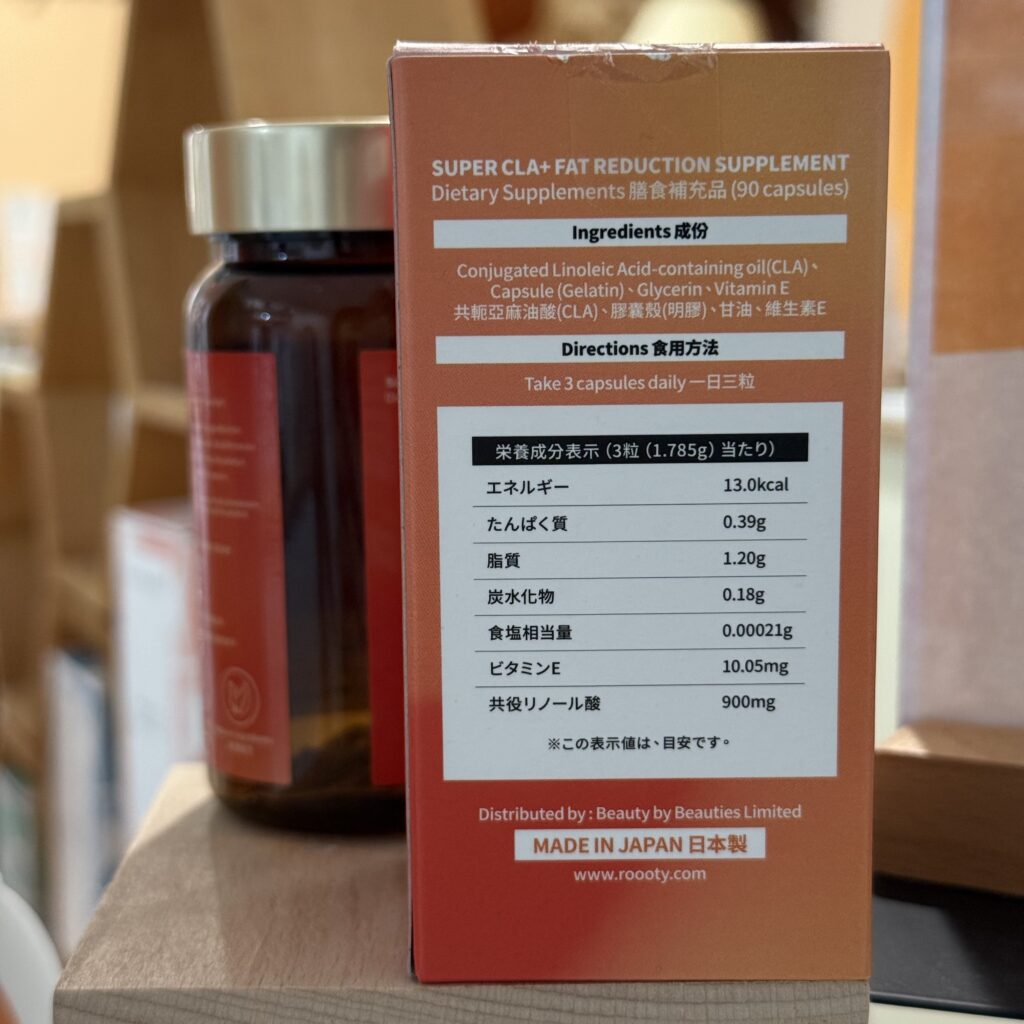 SUPER CLA+ FAT REDUCTION SUPPLEMENT
Dietary Supplements 膳食補充品 (90 capsules)
Ingredients 成份
Conjugated Linoleic Acid-containing oil(CLA)、
Capsule (Gelatin)、Glycerin、Vitamin E
共軛亞麻油酸(CLA)、膠囊殼(明膠)、甘油、維生素E
Directions 食用方法
Take 3 capsules daily 一日三粒
栄養成分表示（3粒（1.785g）当たり）
エネルギー 13.0kcal
たんぱく質 0.39g
脂質 1.20g
炭水化物 0.18g
食塩相当量 0.00021g
ビタミンE 10.05mg
共役リノール酸 900mg
※この表示値は、目安です。
Distributed by : Beauty by Beauties Limited
MADE IN JAPAN 日本製
www.roooty.com